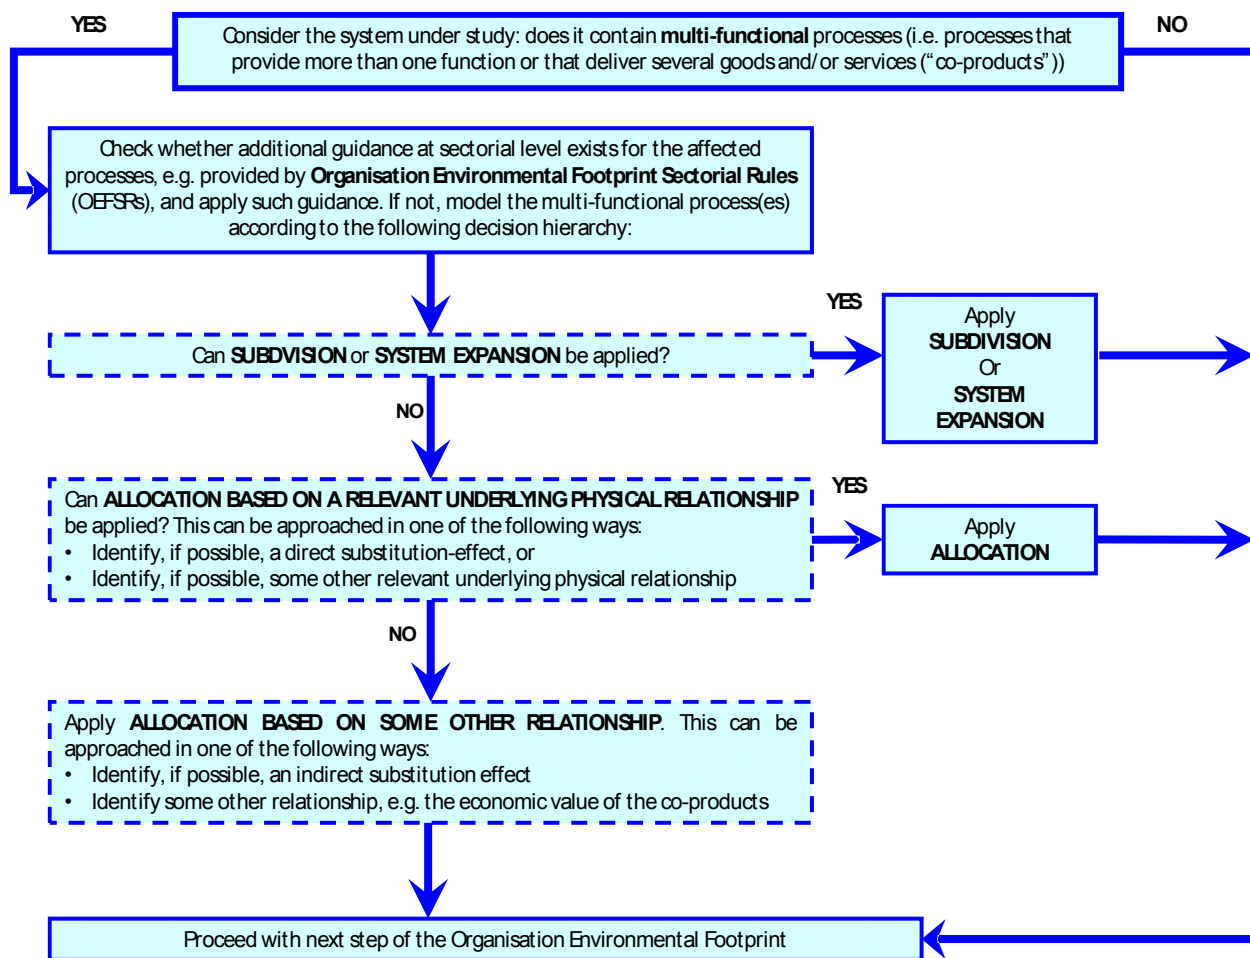 YES
NO
Consider the system under study: does it contain multi-functional processes (i.e. processes that
provide more than one function or that deliver several goods and/or services (“co-products”))
Check whether additional guidance at sectorial level exists for the affected
processes, e.g. provided by Organisation Environmental Footprint Sectorial Rules
(OEFSRs), and apply such guidance. If not, model the multi-functional process(es)
according to the following decision hierarchy:
Can SUBDVISION or SYSTEM EXPANSION be applied?
YES
Apply
SUBDIVISION
Or
SYSTEM
EXPANSION
NO
Can ALLOCATION BASED ON A RELEVANT UNDERLYING PHYSICAL RELATIONSHIP
be applied? This can be approached in one of the following ways:
• Identify, if possible, a direct substitution-effect, or
• Identify, if possible, some other relevant underlying physical relationship
YES
Apply
ALLOCATION
NO
Apply ALLOCATION BASED ON SOME OTHER RELATIONSHIP. This can be
approached in one of the following ways:
• Identify, if possible, an indirect substitution effect
• Identify some other relationship, e.g. the economic value of the co-products
Proceed with next step of the Organisation Environmental Footprint